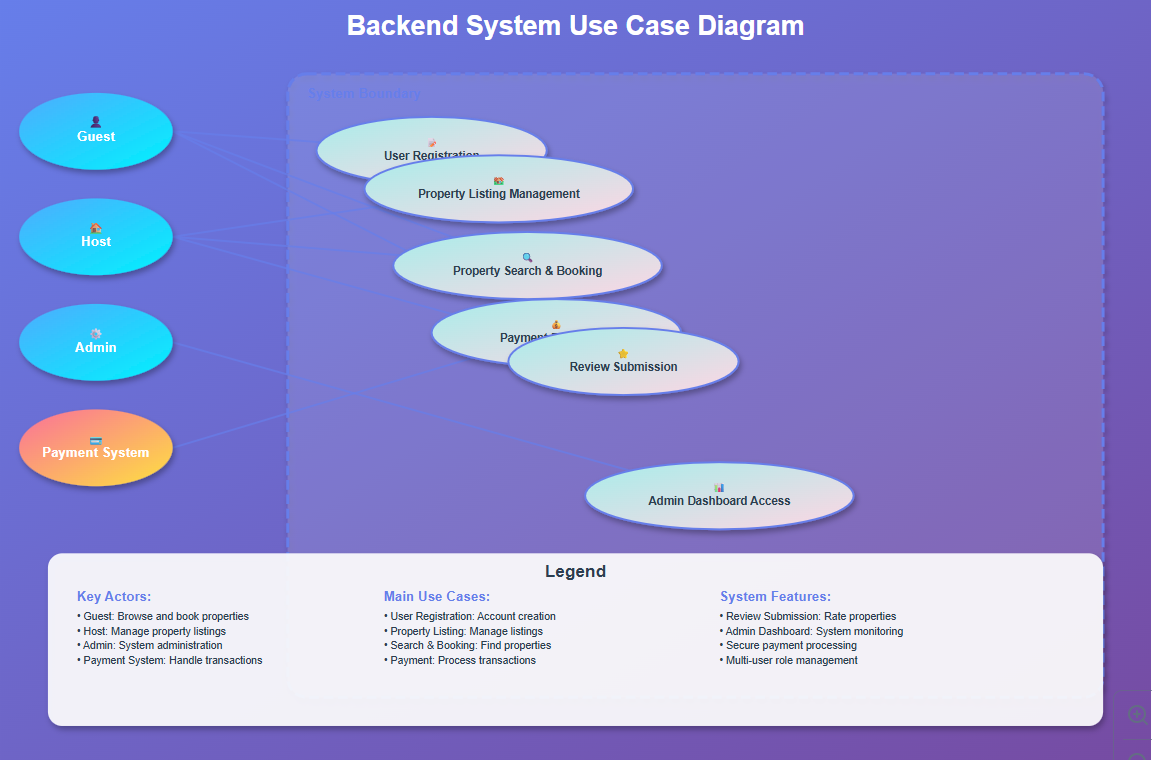 Backend System Use Case Diagram
System Boundary
Guest
Host
Admin
Payment System
User Registration
Property Listing Management
Property Search & Booking
Payment
Review Submission
Admin Dashboard Access
Legend
Key Actors:
• Guest: Browse and book properties
• Host: Manage property listings
• Admin: System administration
• Payment System: Handle transactions
Main Use Cases:
• User Registration: Account creation
• Property Listing: Manage listings
• Search & Booking: Find properties
• Payment: Process transactions
System Features:
• Review Submission: Rate properties
• Admin Dashboard: System monitoring
• Secure payment processing
• Multi-user role management